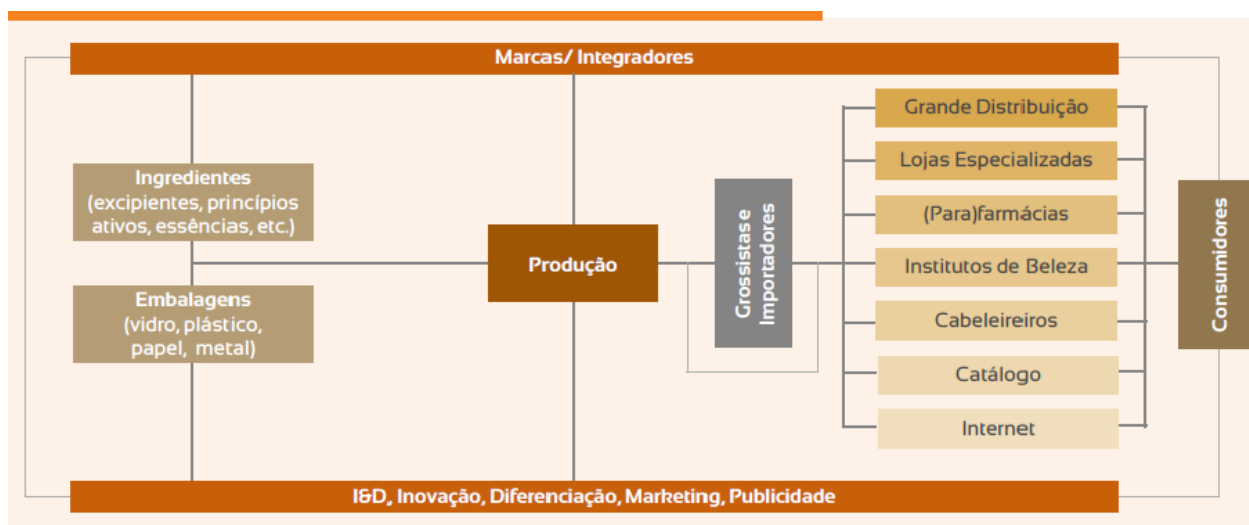 Marcas/ Integradores
Ingredientes
(excipientes, princípios
ativos, essências, etc.)
Embalagens
(vidro, plástico,
papel, metal)
Produção
Grossistas e
Importadores
Grande Distribuição
Lojas Especializadas
(Para)farmácias
Institutos de Beleza
Cabeleireiros
Catálogo
Internet
Consumidores
I&D, Inovação, Diferenciação, Marketing, Publicidade